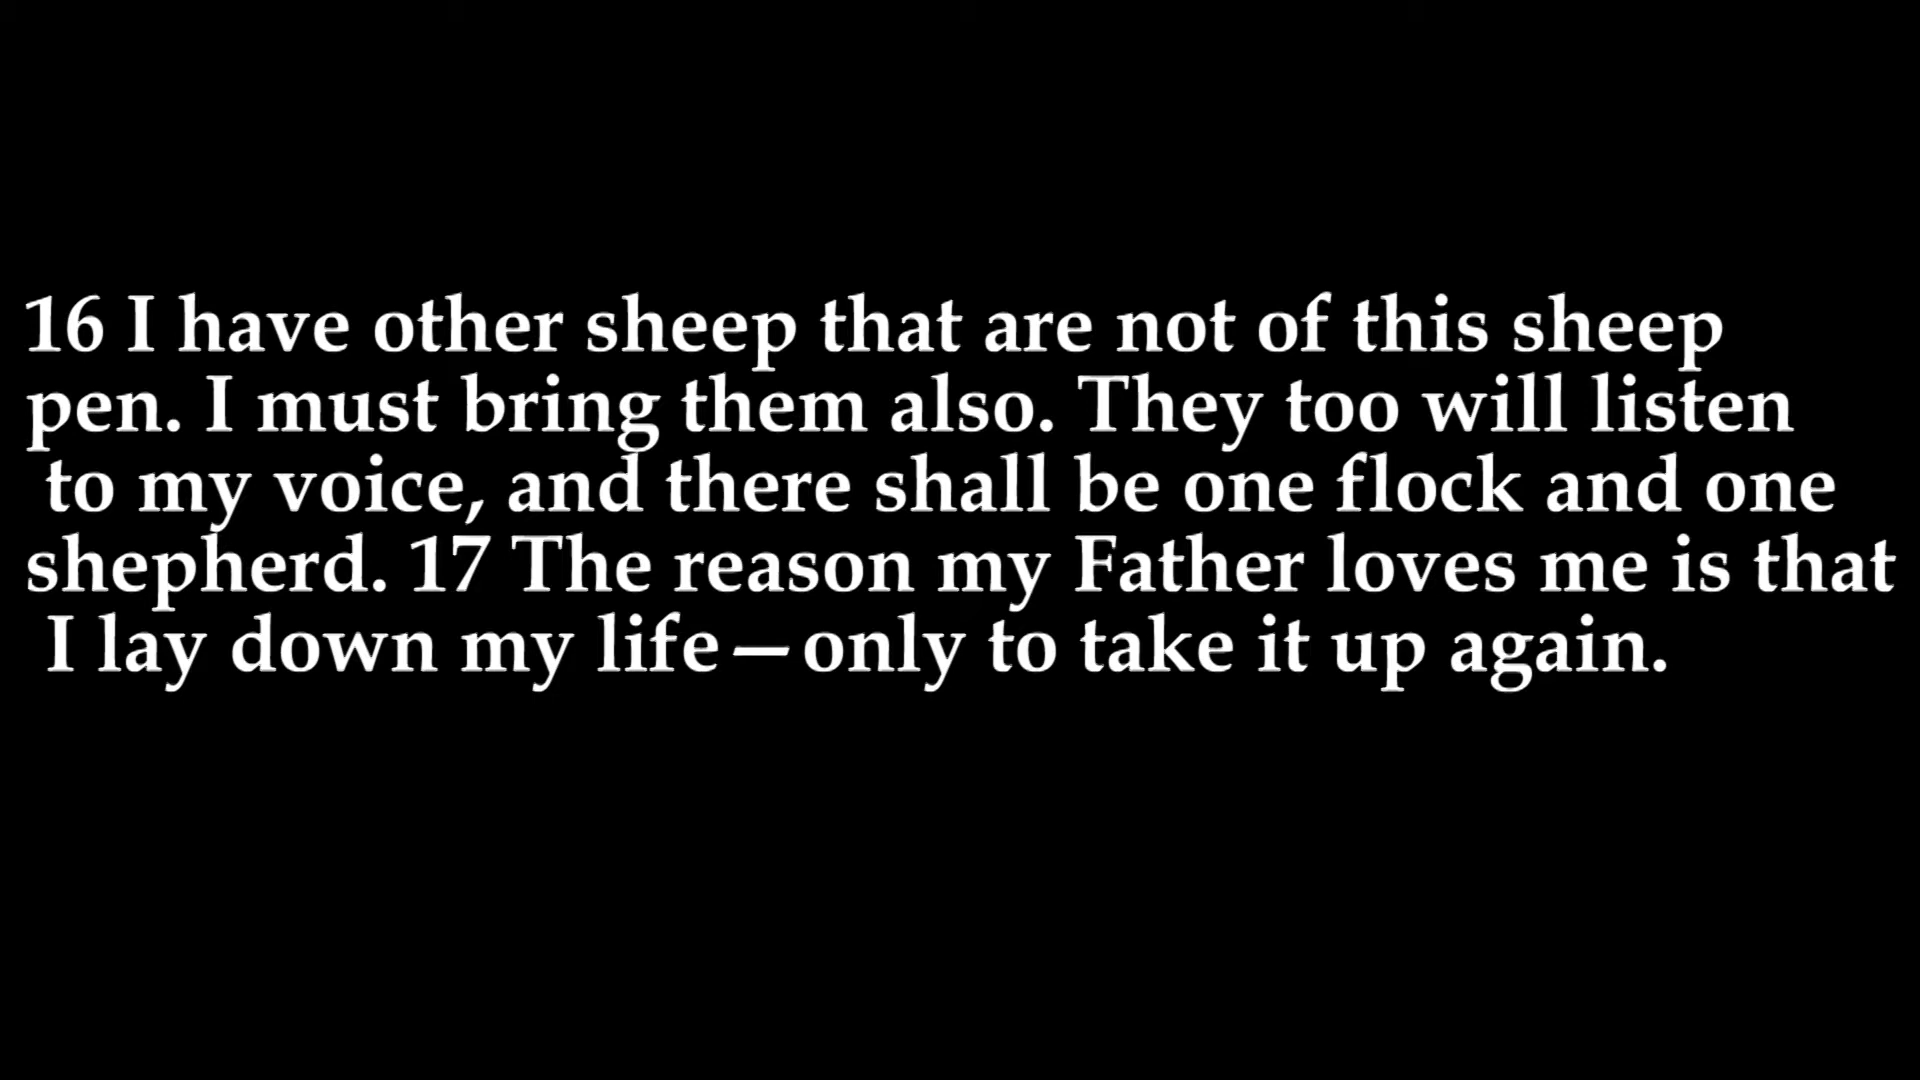 16 I have other sheep that are not of this sheep
pen. I must bring them also. They too will listen
to my voice, and there shall be one flock and one
shepherd. 17 The reason my Father loves me is that
I lay down my life—only to take it up again.